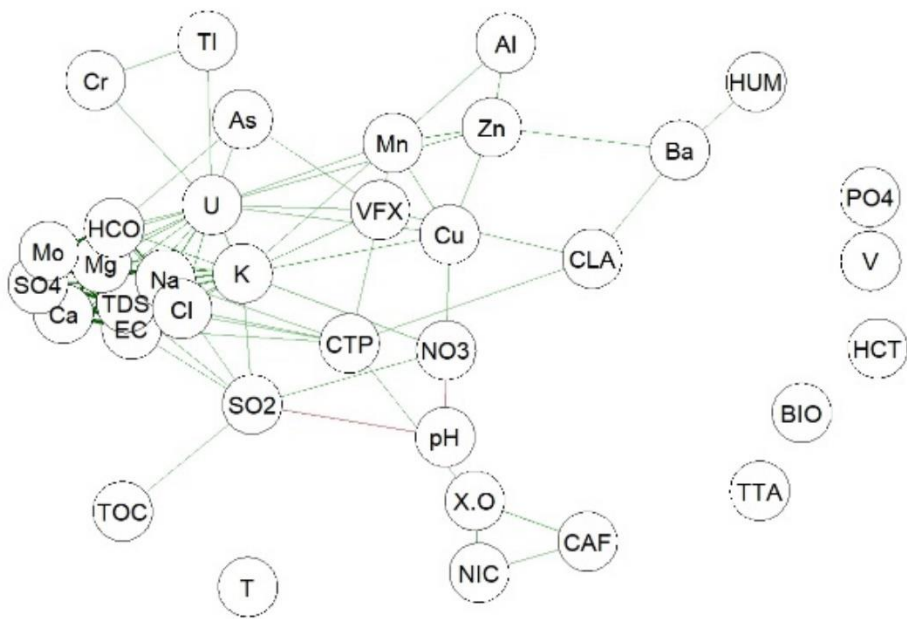 Tl
Al
Cr
HUM
As
Zn
Mn
Ba
PO4
U
VFX
HCO
Cu
Mo
Mg
CLA
V
K
Na
SO4
TDS
Cl
Ca
EC
CTP
NO3
HCT
SO2
BIO
pH
TTA
X.O
TOC
CAF
NIC
T